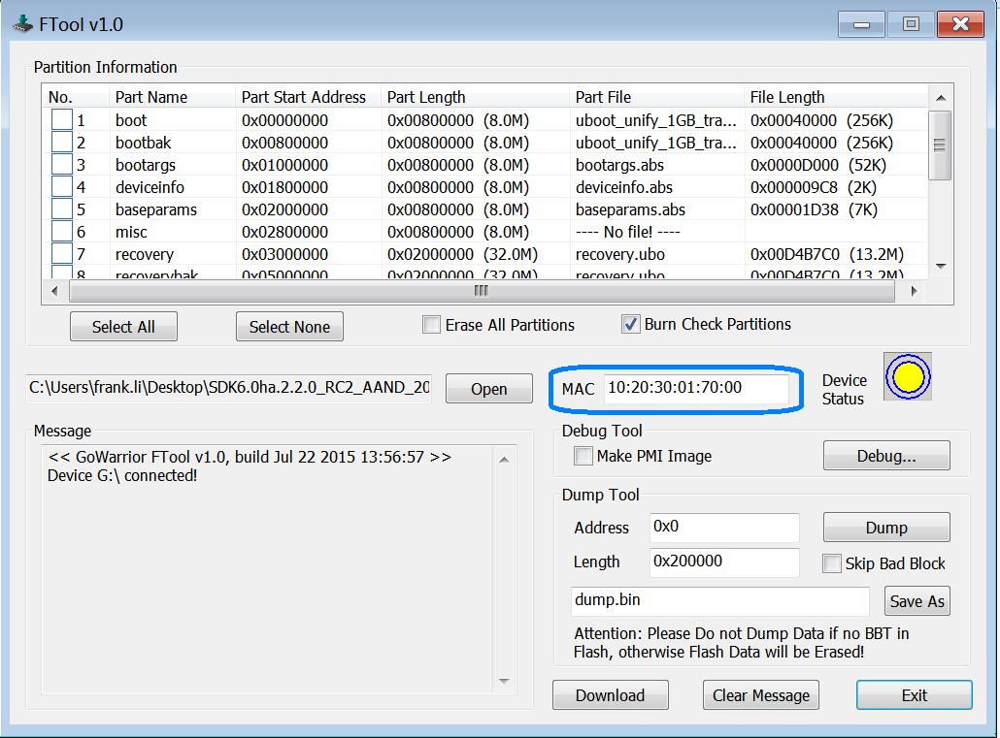 FTool v1.0
Partition Information
No. Part Name Part Start Address Part Length Part File File Length
1 boot 0x00000000 0x00800000 (8.0M) uboot_unify_1GB_tra... 0x00040000 (256K)
2 bootbak 0x00800000 0x00800000 (8.0M) uboot_unify_1GB_tra... 0x00040000 (256K)
3 bootargs 0x01000000 0x00800000 (8.0M) bootargs.abs 0x0000D000 (52K)
4 deviceinfo 0x01800000 0x00800000 (8.0M) deviceinfo.abs 0x000009C8 (2K)
5 baseparams 0x02000000 0x00800000 (8.0M) baseparams.abs 0x00001D38 (7K)
6 misc 0x02800000 0x00800000 (8.0M) ---- No file! ----
7 recovery 0x03000000 0x02000000 (32.0M) recovery.ubo 0x00D4B7C0 (13.2M)
8 recoverybak 0x05000000 0x02000000 (32.0M) recovery.ubo 0x00D4B7C0 (13.2M)
Select All Select None Erase All Partitions Burn Check Partitions
C:\Users\frank.li\Desktop\SDK6.0ha.2.2.0_RC2_AAND_20 Open MAC 10:20:30:01:70:00 Device
Status
Message
<< GoWarrior FTool v1.0, build Jul 22 2015 13:56:57 >>
Device G:\ connected!
Debug Tool
Make PMI Image Debug...
Dump Tool
Address 0x0 Dump
Length 0x200000 Skip Bad Block
dump.bin Save As
Attention: Please Do not Dump Data if no BBT in
Flash, otherwise Flash Data will be Erased!
Download Clear Message Exit